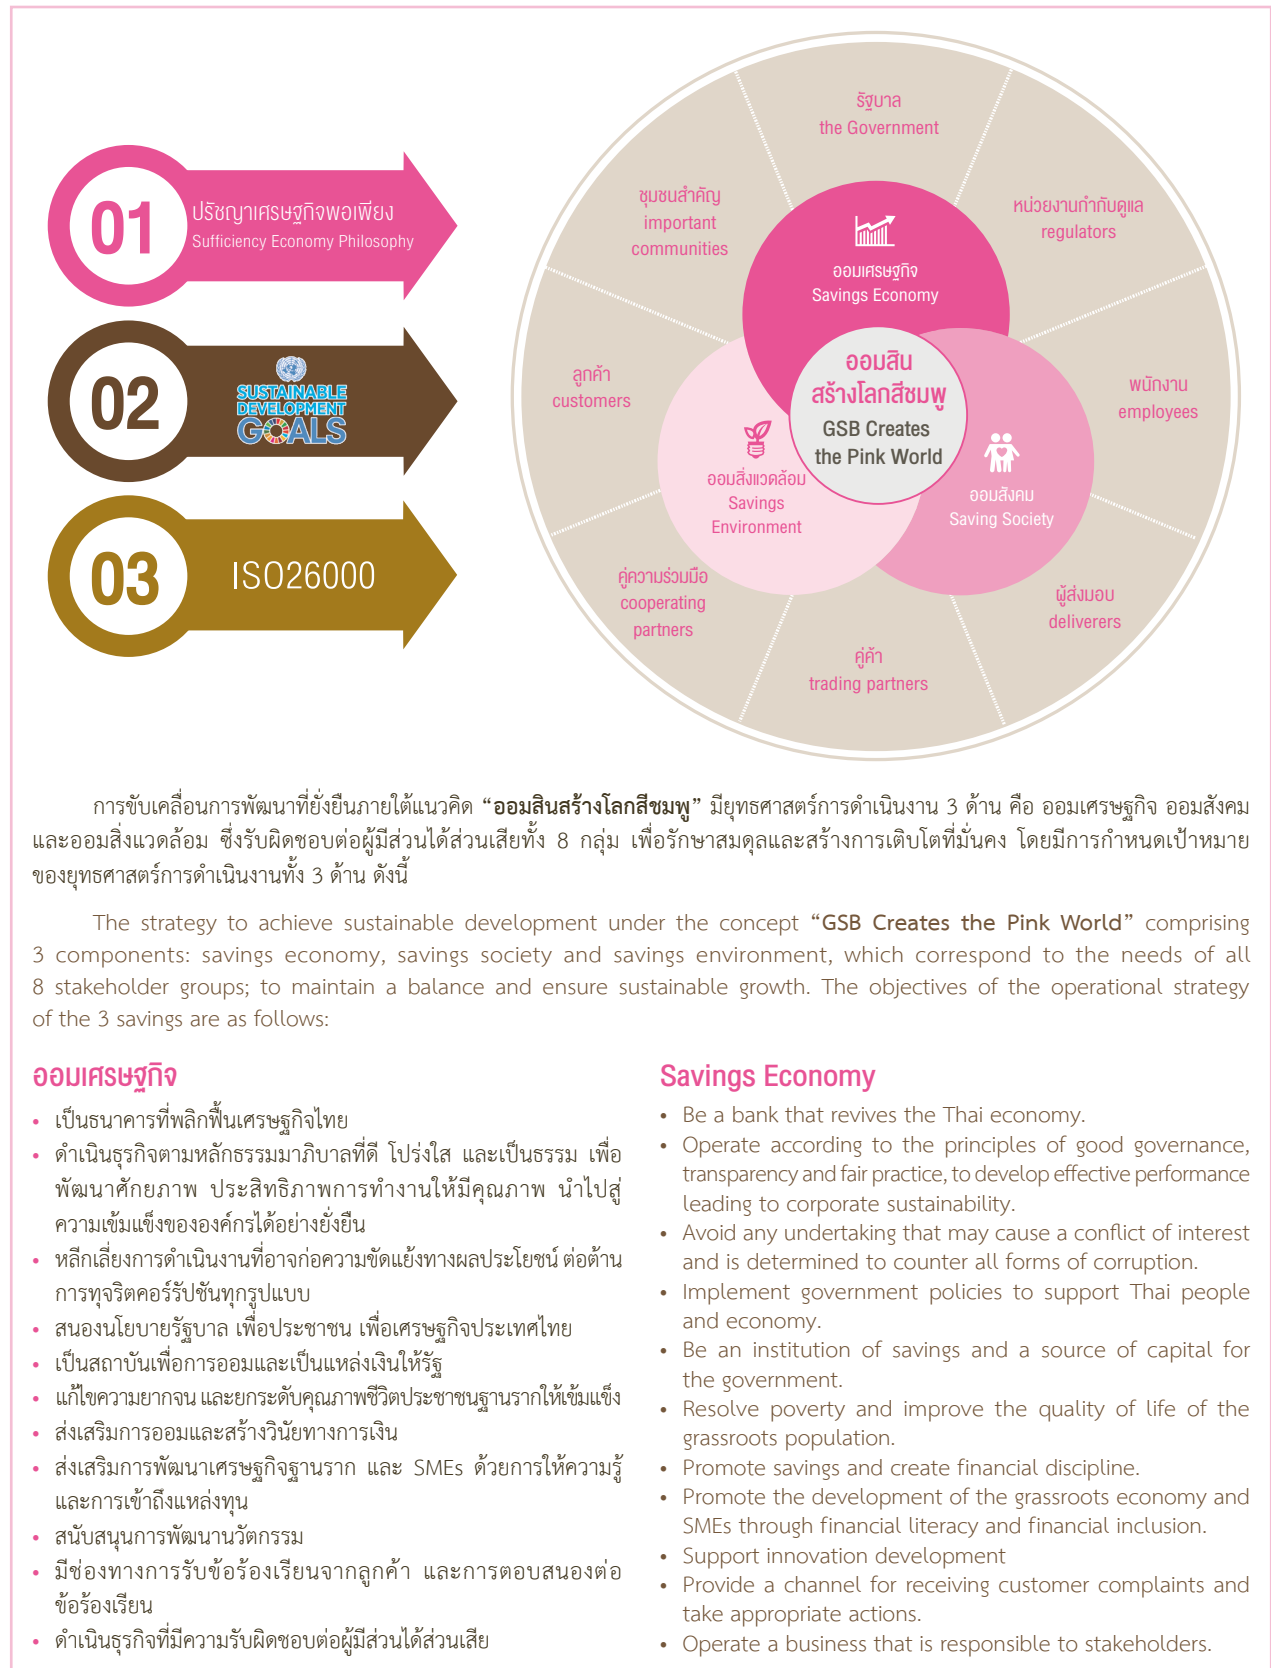 01
ปรัชญาเศรษฐกิจพอเพียง
Sufficiency Economy Philosophy
02
SUSTAINABLE
DEVELOPMENT
GOALS
03
ISO26000
รัฐบาล
the Government
หน่วยงานกำกับดูแล
regulators
พนักงาน
employees
ผู้ส่งมอบ
deliverers
คู่ค้า
trading partners
คู่ความร่วมมือ
cooperating
partners
ลูกค้า
customers
ชุมชนสำคัญ
important
communities
ออมเศรษฐกิจ
Savings Economy
ออมสิน
สร้างโลกสีชมพู
GSB Creates
the Pink World
ออมสิ่งแวดล้อม
Savings
Environment
ออมสังคม
Saving Society
การขับเคลื่อนการพัฒนาที่ยั่งยืนภายใต้แนวคิด “ออมสินสร้างโลกสีชมพู” มียุทธศาสตร์การดำเนินงาน 3 ด้าน คือ ออมเศรษฐกิจ ออมสังคม
และออมสิ่งแวดล้อม ซึ่งรับผิดชอบต่อผู้มีส่วนได้ส่วนเสียทั้ง 8 กลุ่ม เพื่อรักษาสมดุลและสร้างการเติบโตที่มั่นคง โดยมีการกำหนดเป้าหมาย
ของยุทธศาสตร์การดำเนินงานทั้ง 3 ด้าน ดังนี้
The strategy to achieve sustainable development under the concept “GSB Creates the Pink World” comprising
3 components: savings economy, savings society and savings environment, which correspond to the needs of all
8 stakeholder groups; to maintain a balance and ensure sustainable growth. The objectives of the operational strategy
of the 3 savings are as follows:
ออมเศรษฐกิจ
• เป็นธนาคารที่พลิกฟื้นเศรษฐกิจไทย
• ดำเนินธุรกิจตามหลักธรรมมาภิบาลที่ดี โปร่งใส และเป็นธรรม เพื่อ
พัฒนาศักยภาพ ประสิทธิภาพการทำงานให้มีคุณภาพ นำไปสู่
ความเข้มแข็งขององค์กรได้อย่างยั่งยืน
• หลีกเลี่ยงการดำเนินงานที่อาจก่อความขัดแย้งทางผลประโยชน์ ต่อต้าน
การทุจริตคอร์รัปชันทุกรูปแบบ
• สนองนโยบายรัฐบาล เพื่อประชาชน เพื่อเศรษฐกิจประเทศไทย
• เป็นสถาบันเพื่อการออมและเป็นแหล่งเงินให้รัฐ
• แก้ไขความยากจน และยกระดับคุณภาพชีวิตประชาชนฐานรากให้เข้มแข็ง
• ส่งเสริมการออมและสร้างวินัยทางการเงิน
• ส่งเสริมการพัฒนาเศรษฐกิจฐานราก และ SMEs ด้วยการให้ความรู้
และการเข้าถึงแหล่งทุน
• สนับสนุนการพัฒนานวัตกรรม
• มีช่องทางการรับข้อร้องเรียนจากลูกค้า และการตอบสนองต่อ
ข้อร้องเรียน
• ดำเนินธุรกิจที่มีความรับผิดชอบต่อผู้มีส่วนได้ส่วนเสีย
Savings Economy
• Be a bank that revives the Thai economy.
• Operate according to the principles of good governance,
transparency and fair practice, to develop effective performance
leading to corporate sustainability.
• Avoid any undertaking that may cause a conflict of interest
and is determined to counter all forms of corruption.
• Implement government policies to support Thai people
and economy.
• Be an institution of savings and a source of capital for
the government.
• Resolve poverty and improve the quality of life of the
grassroots population.
• Promote savings and create financial discipline.
• Promote the development of the grassroots economy and
SMEs through financial literacy and financial inclusion.
• Support innovation development
• Provide a channel for receiving customer complaints and
take appropriate actions.
• Operate a business that is responsible to stakeholders.